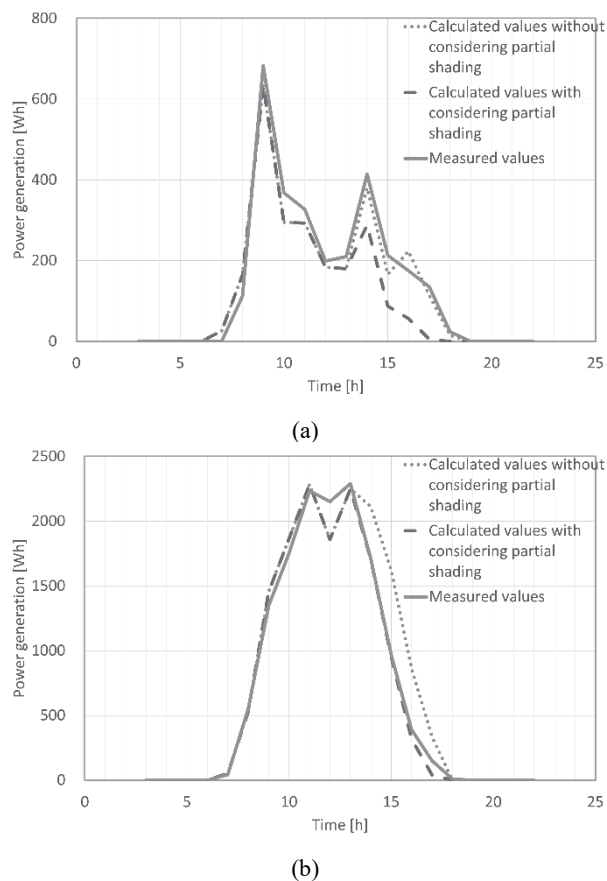 800
600
400
200
0
Power generation [Wh]
Calculated values without
considering partial
shading
Calculated values with
considering partial
shading
Measured values
0 5 10 15 20 25
Time [h]
(a)
2500
2000
1500
1000
500
0
Power generation [Wh]
Calculated values without
considering partial
shading
Calculated values with
considering partial
shading
Measured values
0 5 10 15 20 25
Time [h]
(b)